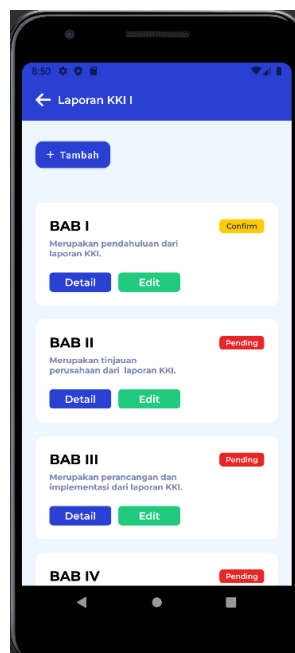 8:50
Laporan KKI I
+ Tambah
BAB I
Confirm
Merupakan pendahuluan dari
laporan KKI.
Detail
Edit
BAB II
Pending
Merupakan tinjauan
perusahaan dari laporan KKI.
Detail
Edit
BAB III
Pending
Merupakan perancangan dan
implementasi dari laporan KKI.
Detail
Edit
BAB IV
Pending